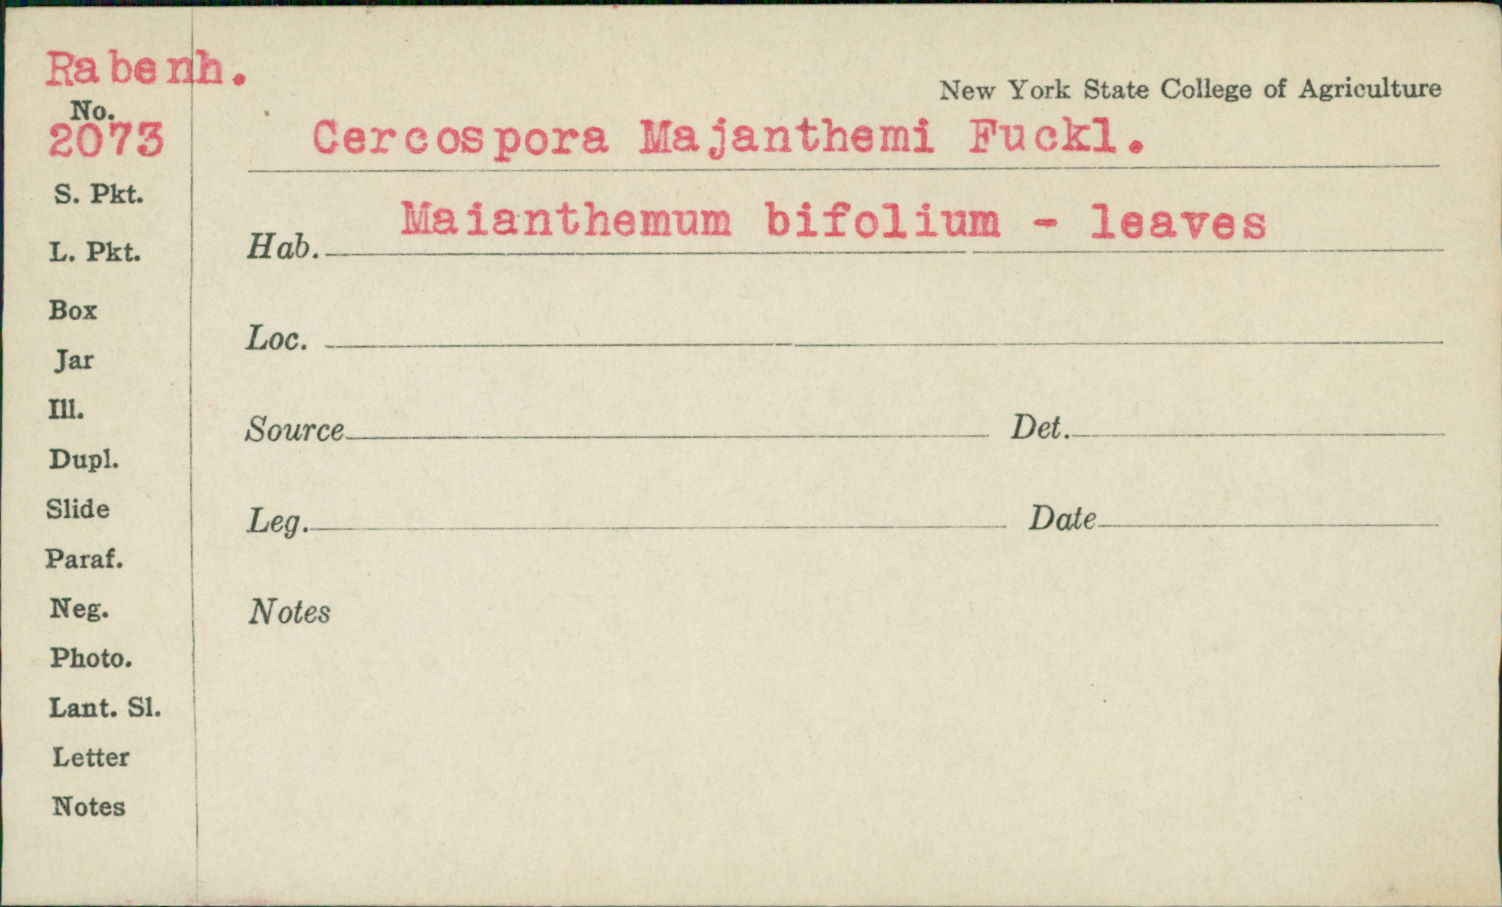 Rabenh.
New York State College of Agriculture
No.
2073
Cercospora Majanthemi Fuckl.
S. Pkt.
Hab. Maianthemum bifolium - leaves
L. Pkt.
Box
Loc.
Jar
Ill.
Source Det.
Dupl.
Slide
Leg. Date
Paraf.
Neg.
Notes
Photo.
Lant. Sl.
Letter
Notes